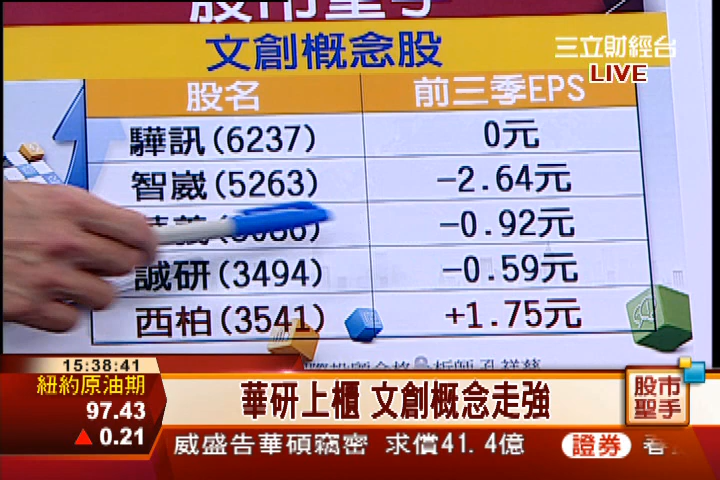 股市聖手
文創概念股
三立財經台
LIVE
股名 前三季EPS
驊訊(6237) 0元
智崴(5263) -2.64元
-0.92元
誠研(3494) -0.59元
西柏(3541) +1.75元
15:38:41
紐約原油期
97.43
▲0.21
華研上櫃 文創概念走強
股市
聖手
威盛告華碩竊密 求償41.4億 證券